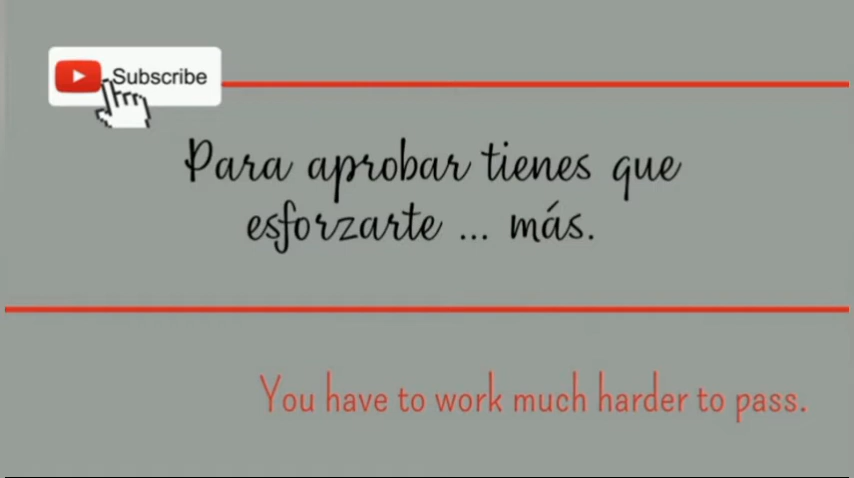 Subscribe
Para aprobar tienes que
esforzarte ... más.
You have to work much harder to pass.